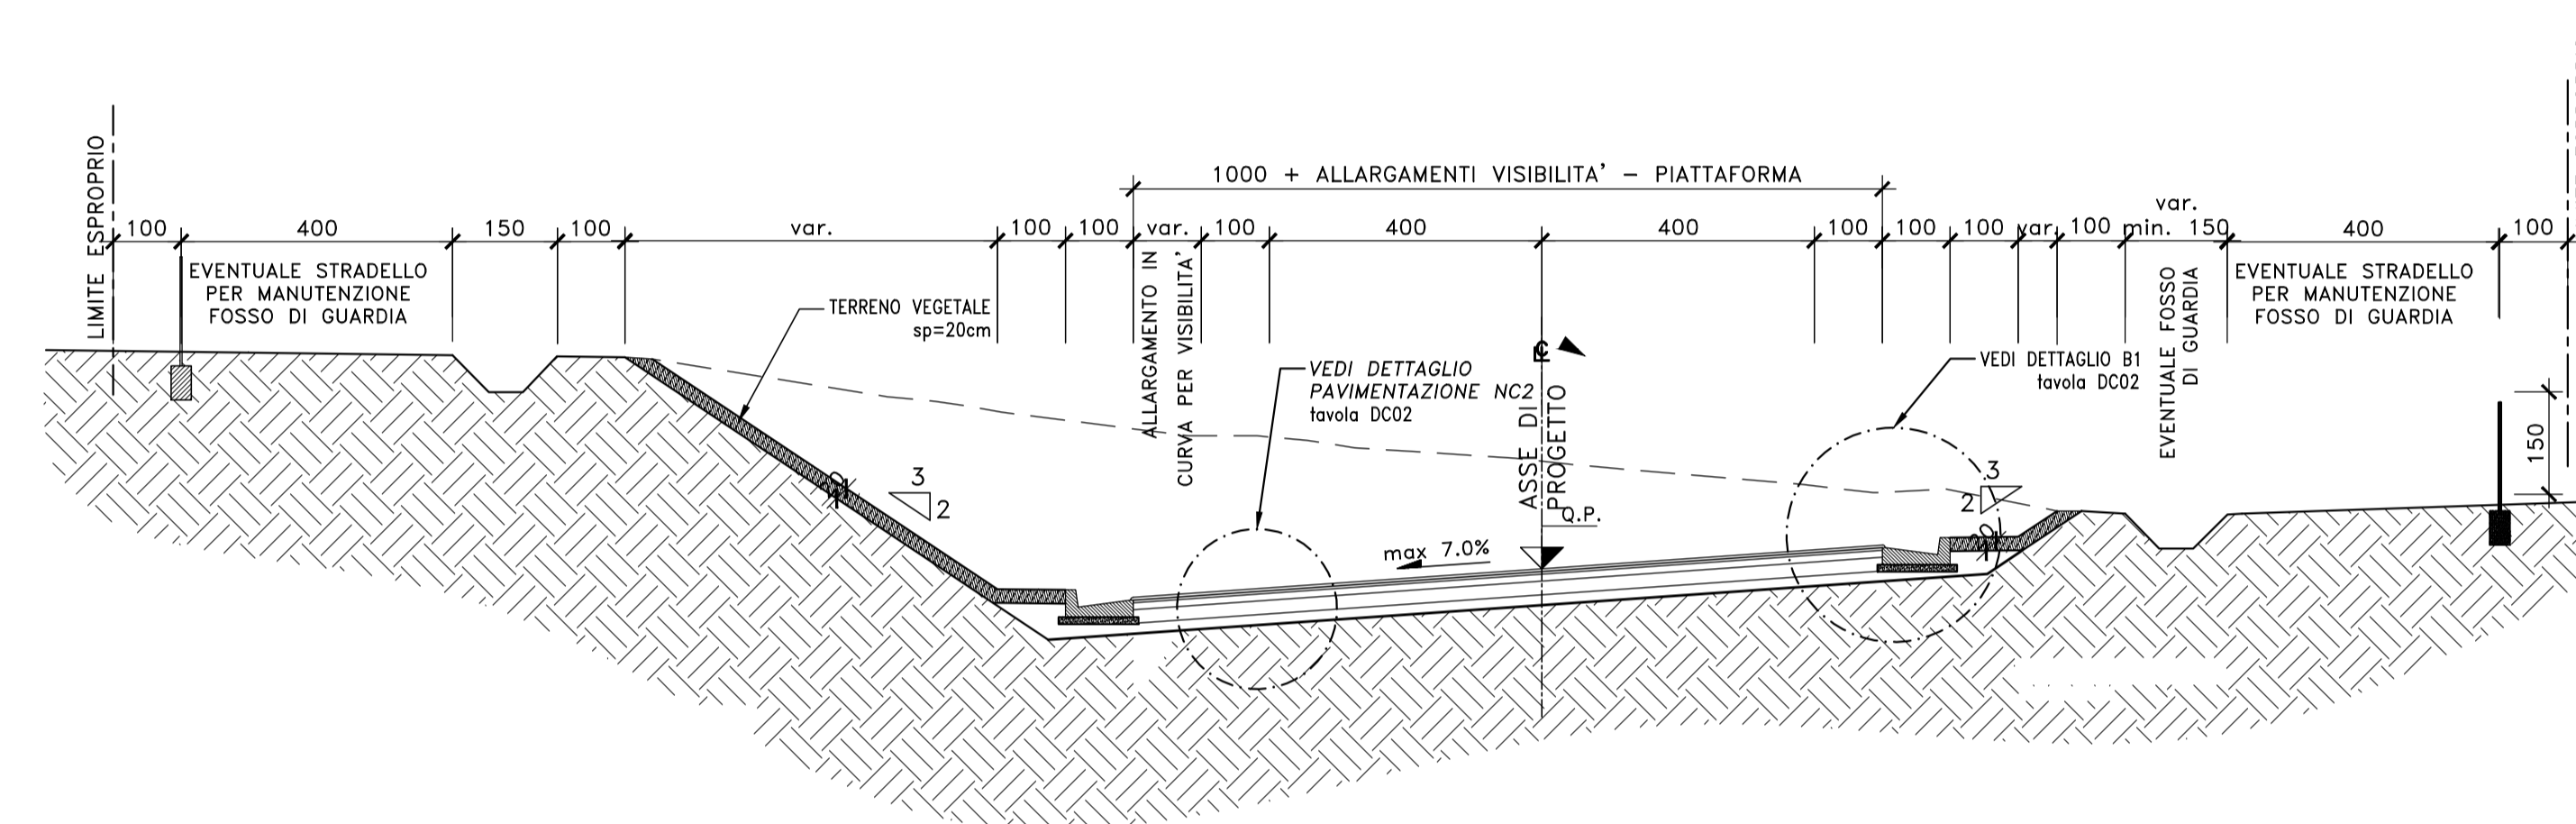 1000 + ALLARGAMENTI VISIBILITA' - PIATTAFORMA
var.
100 400 150 100 var. 100 100 var. 100 400 400 100 100 100 var. 100 min. 150 400 100
LIMITE ESPROPRIO
EVENTUALE STRADELLO
PER MANUTENZIONE
FOSSO DI GUARDIA
TERRENO VEGETALE
sp=20cm
ALLARGAMENTO IN
CURVA PER VISIBILITA'
VEDI DETTAGLIO
PAVIMENTAZIONE NC2
tavola DC02
ASSE DI
PROGETTO
Q.P.
VEDI DETTAGLIO B1
tavola DC02
EVENTUALE FOSSO
DI GUARDIA
EVENTUALE STRADELLO
PER MANUTENZIONE
FOSSO DI GUARDIA
150
3
2
3
2
max 7.0%